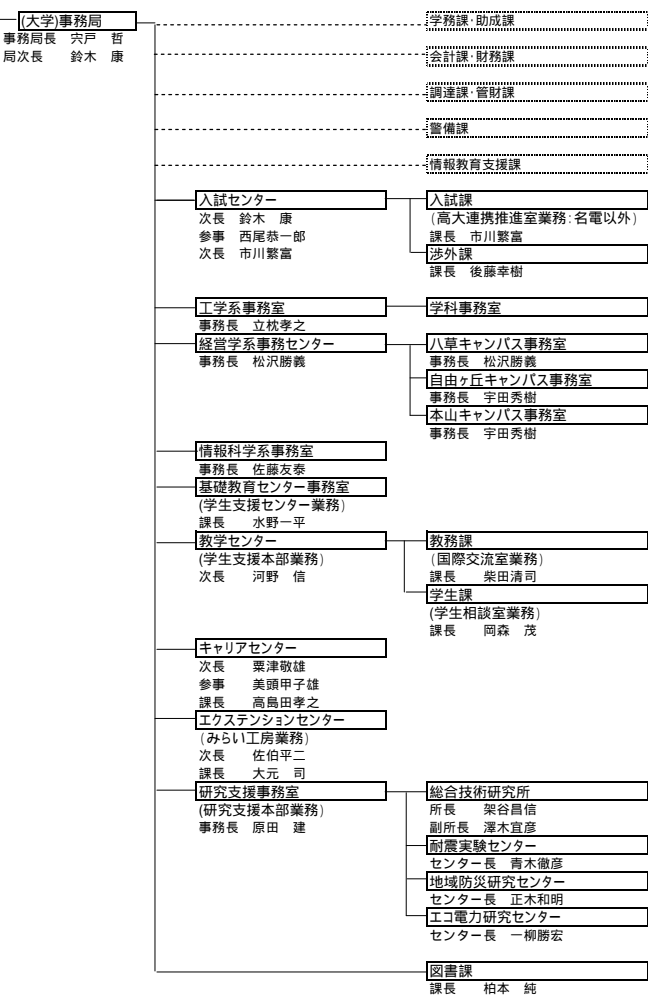 (大学)事務局
事務局長　宍戸　哲
局次長　鈴木　康
学務課・助成課
会計課・財務課
調達課・管財課
警備課
情報教育支援課
入試センター
次長　鈴木　康
参事　西尾恭一郎
次長　市川繁富
入試課
(高大連携推進室業務:名電以外)
課長　市川繁富
渉外課
課長　後藤幸樹
工学系事務室
事務長　立枕孝之
学科事務室
経営学系事務センター
事務長　松沢勝義
八草キャンパス事務室
事務長　松沢勝義
自由ヶ丘キャンパス事務室
事務長　宇田秀樹
本山キャンパス事務室
事務長　宇田秀樹
情報科学系事務室
事務長　佐藤友泰
基礎教育センター事務室
(学生支援センター業務)
課長　水野一平
教学センター
(学生支援本部業務)
次長　河野　信
教務課
(国際交流室業務)
課長　柴田清司
学生課
(学生相談室業務)
課長　岡森　茂
キャリアセンター
次長　粟津敬雄
参事　美頭甲子雄
課長　高島田孝之
エクステンションセンター
(みらい工房業務)
次長　佐伯平二
課長　大元　司
研究支援事務室
(研究支援本部業務)
事務長　原田　建
総合技術研究所
所長　架谷昌信
副所長　澤木宣彦
耐震実験センター
センター長　青木徹彦
地域防災研究センター
センター長　正木和明
エコ電力研究センター
センター長　一柳勝宏
図書課
課長　柏本　純